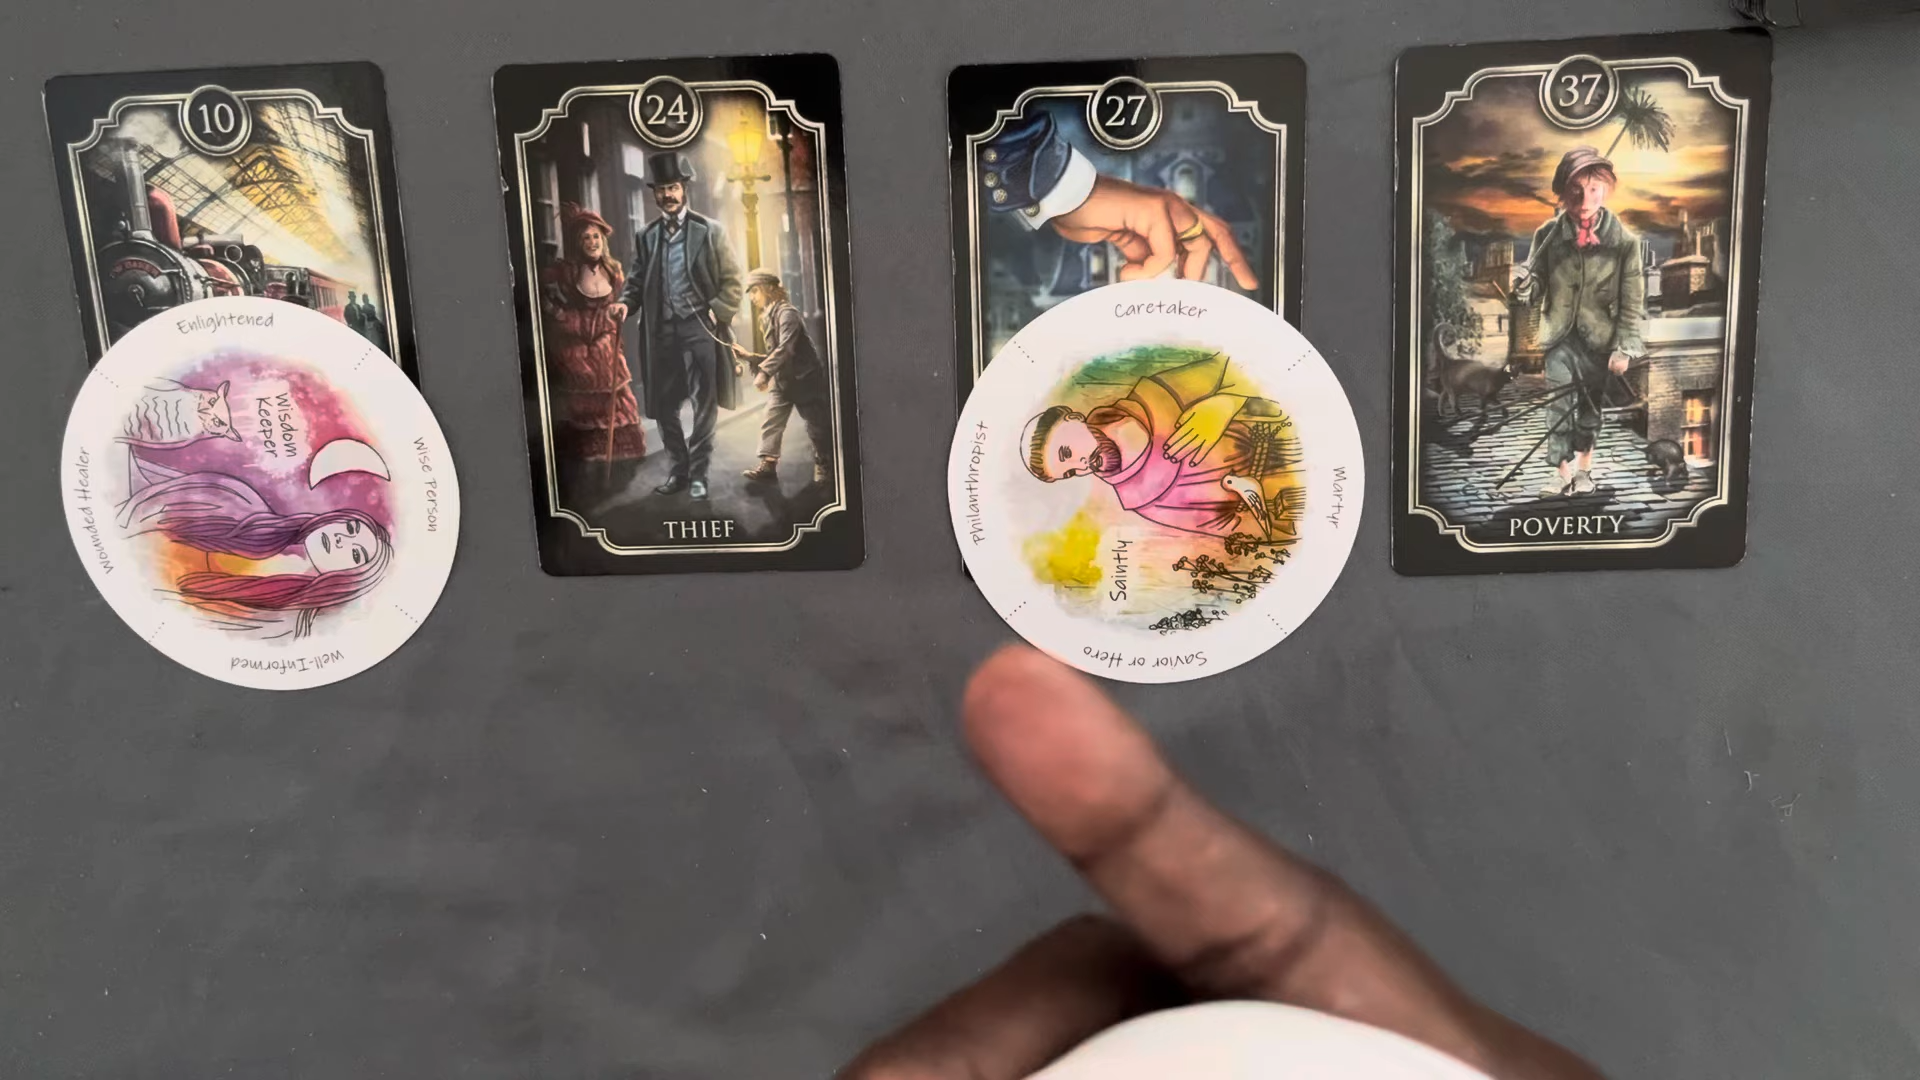 10
24
27
37
THIEF
POVERTY
Enlightened
Wise Person
Well-Informed
Wounded Healer
Wisdom
Keeper
Caretaker
Martyr
Savior or Hero
Philanthropist
Saintly